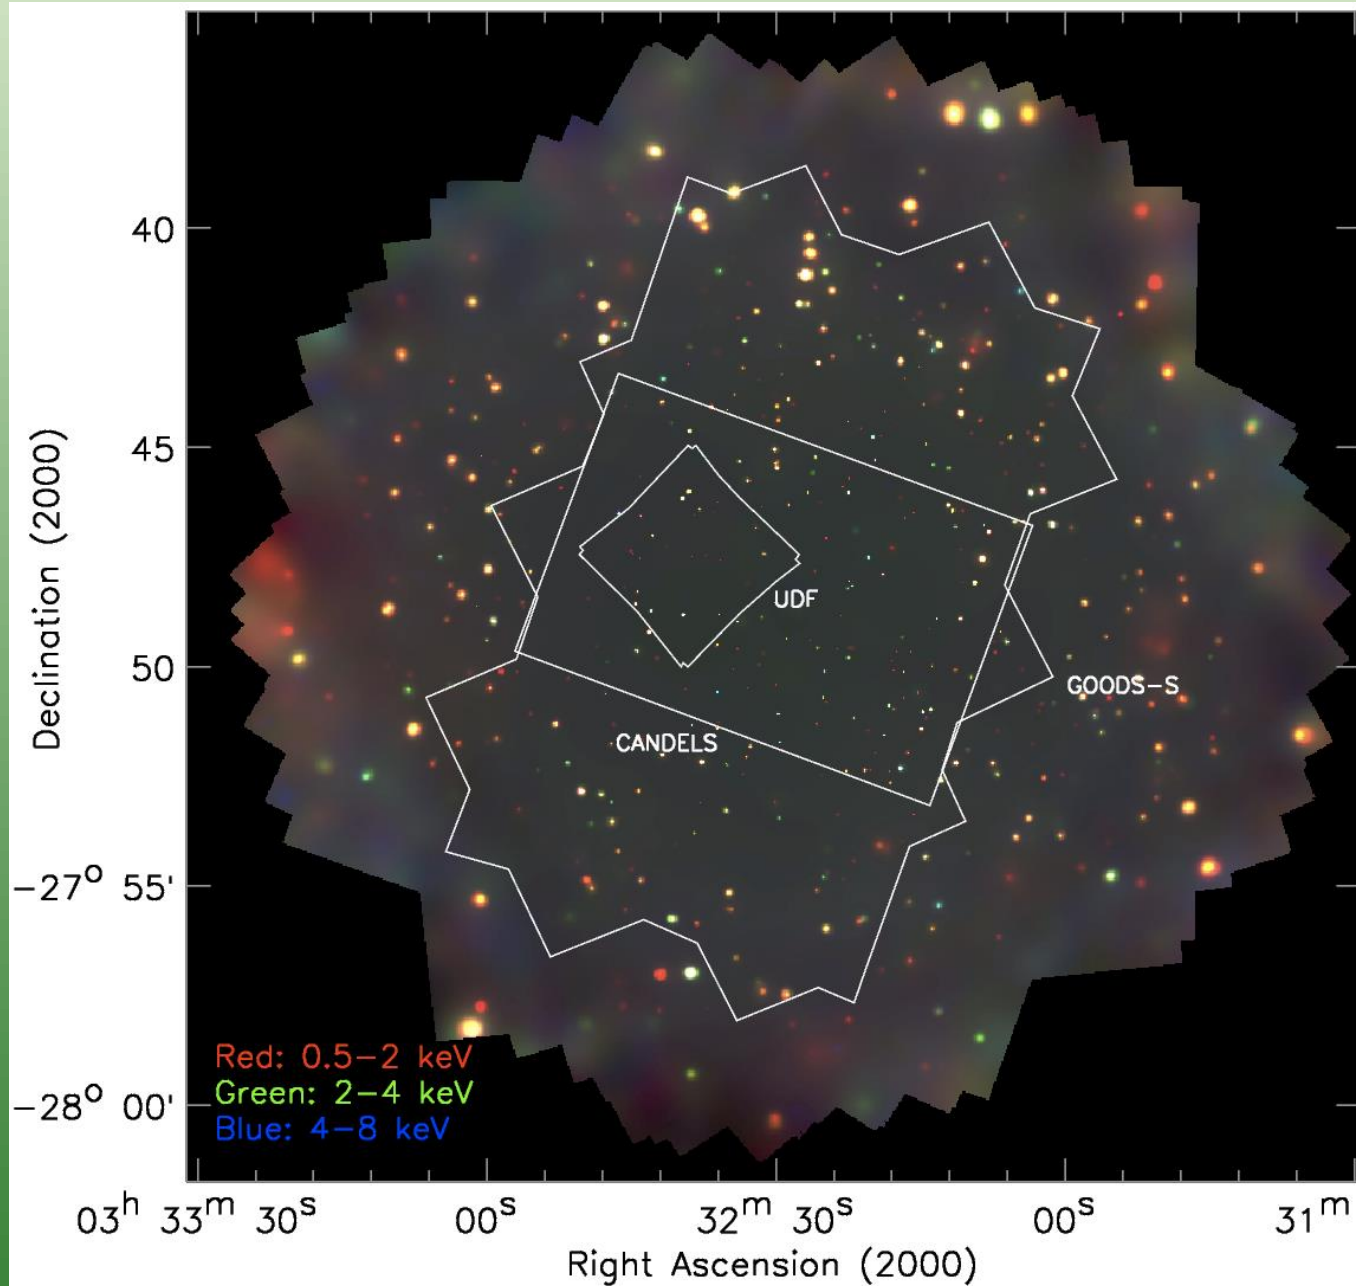 40
45
Declination (2000)
UDF
50
GOODS−S
CANDELS
−27° 55'
Red: 0.5−2 keV
Green: 2−4 keV
Blue: 4−8 keV
−28° 00'
03ʰ 33ᵐ 30ˢ 00ˢ 32ᵐ 30ˢ 00ˢ 31ᵐ
Right Ascension (2000)